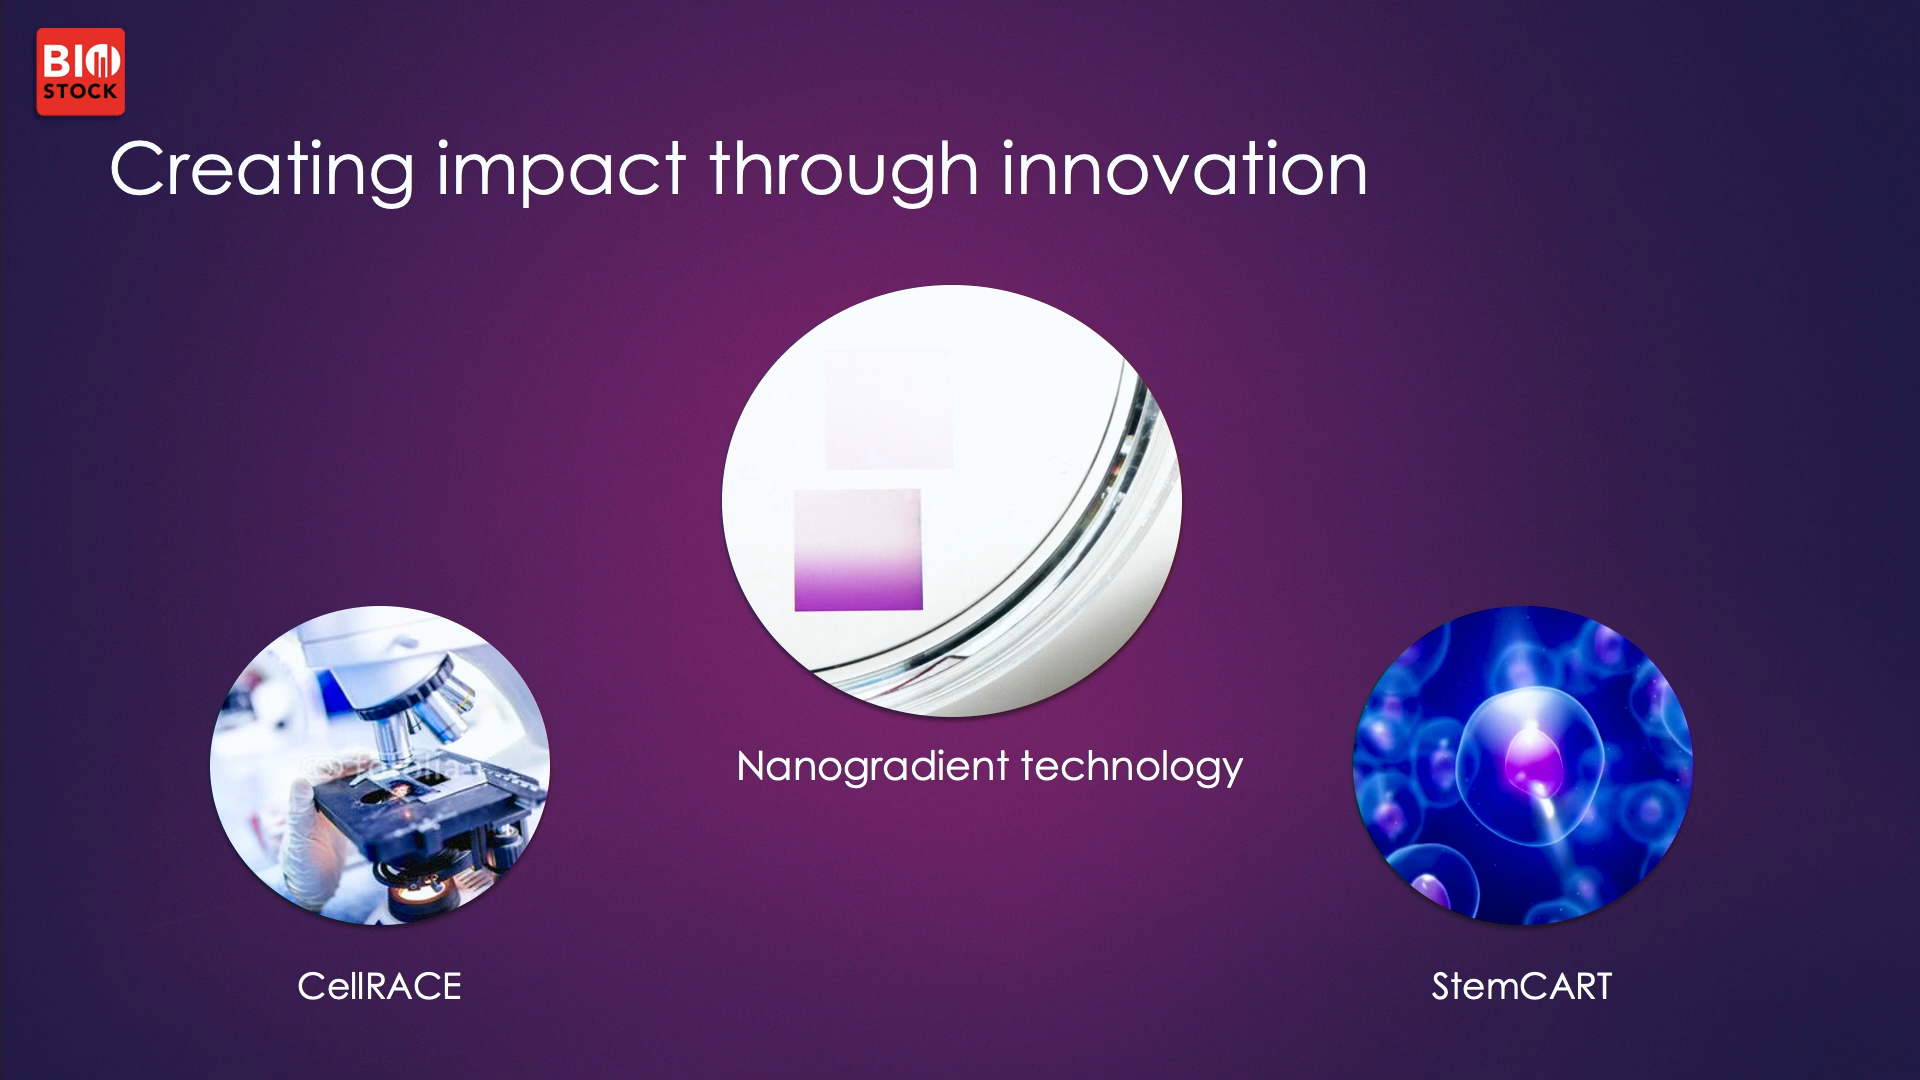 BIO
STOCK
Creating impact through innovation
Nanogradient technology
CellRACE
StemCART